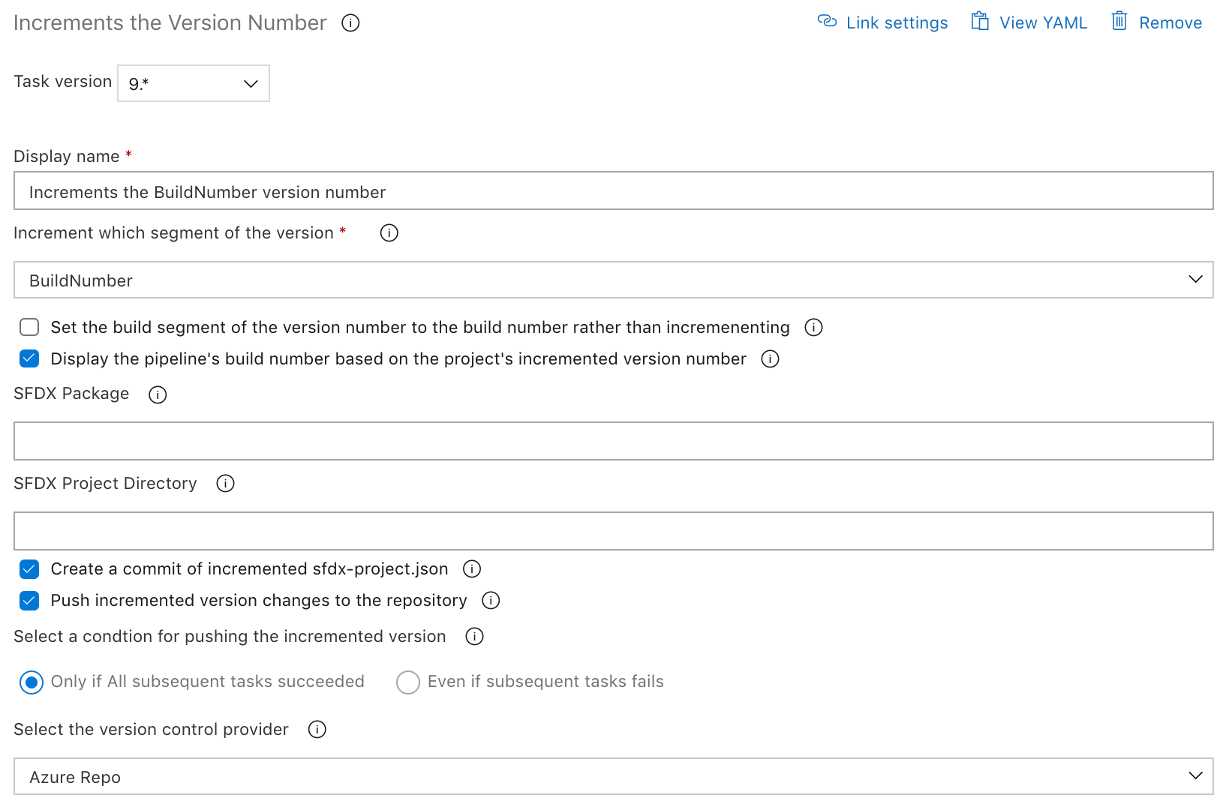 Increments the Version Number
Link settings View YAML Remove
Task version 9.*
Display name *
Increments the BuildNumber version number
Increment which segment of the version *
BuildNumber
Set the build segment of the version number to the build number rather than incremenenting
Display the pipeline's build number based on the project's incremented version number
SFDX Package
SFDX Project Directory
Create a commit of incremented sfdx-project.json
Push incremented version changes to the repository
Select a condtion for pushing the incremented version
Only if All subsequent tasks succeeded Even if subsequent tasks fails
Select the version control provider
Azure Repo